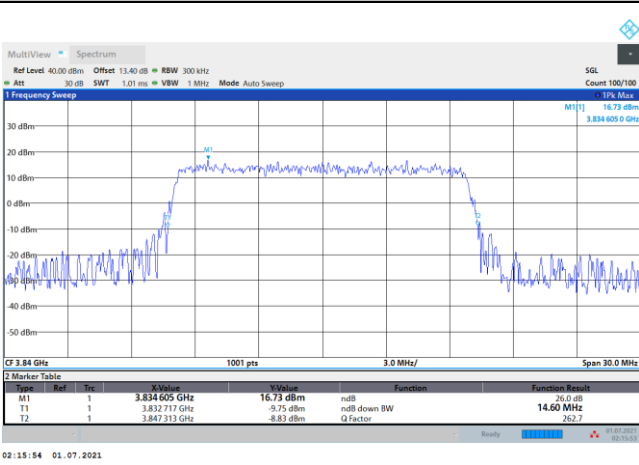 MultiView Spectrum
Ref Level 40.00 dBm Offset 13.40 dB RBW 300 kHz SGL
Att 30 dB SWT 1.01 ms VBW 1 MHz Mode Auto Sweep Count 100/100
1 Frequency Sweep 1Pk Max
M1[1] 16.73 dBm
3.834 605 0 GHz
M1
30 dBm
20 dBm
10 dBm
0 dBm
-10 dBm
T2
-20 dBm
-30 dBm
-40 dBm
-50 dBm
CF 3.84 GHz 1001 pts 3.0 MHz/ Span 30.0 MHz
2 Marker Table
Type Ref Trc X-Value Y-Value Function Function Result
M1 1 3.834 605 GHz 16.73 dBm ndB 26.0 dB
T1 1 3.832 717 GHz -9.75 dBm ndB down BW 14.60 MHz
T2 1 3.847 313 GHz -8.83 dBm Q Factor 262.7
Ready 01.07.2021
02:15:53
02:15:54 01.07.2021